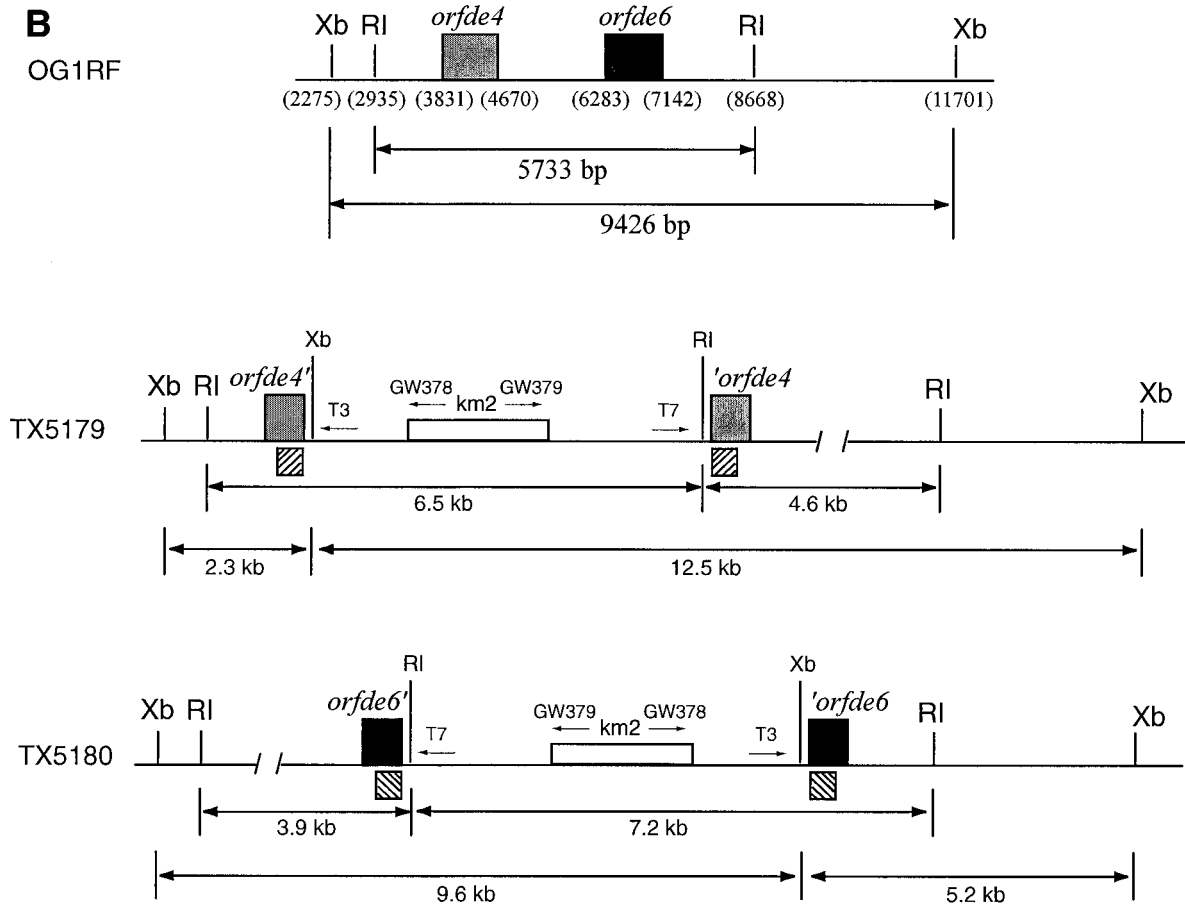 B
Xb RI orfde4 orfde6 RI Xb
OG1RF
(2275) (2935) (3831) (4670) (6283) (7142) (8668) (11701)
5733 bp
9426 bp
Xb RI
Xb RI orfde4' GW378 km2 GW379 'orfde4 RI Xb
T3 T7
TX5179
6.5 kb 4.6 kb
2.3 kb 12.5 kb
RI Xb
Xb RI orfde6' GW379 km2 GW378 'orfde6 RI Xb
T7 T3
TX5180
3.9 kb 7.2 kb
9.6 kb 5.2 kb